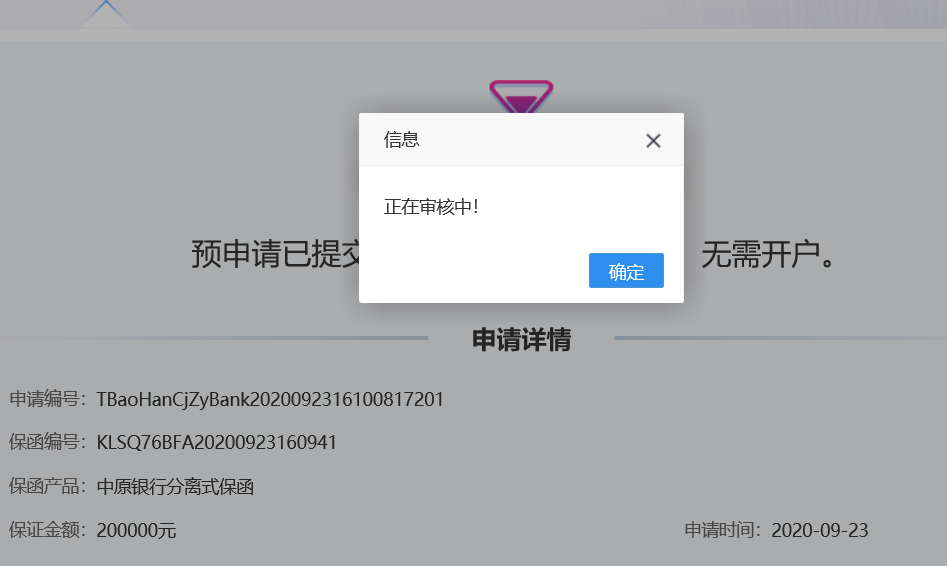 信息
正在审核中!
预申请已提交
无需开户。
确定
申请详情
申请编号：TBaoHanCjZyBank2020092316100817201
保函编号：KLSQ76BFA20200923160941
保函产品：中原银行分离式保函
保证金额：200000元
申请时间：2020-09-23